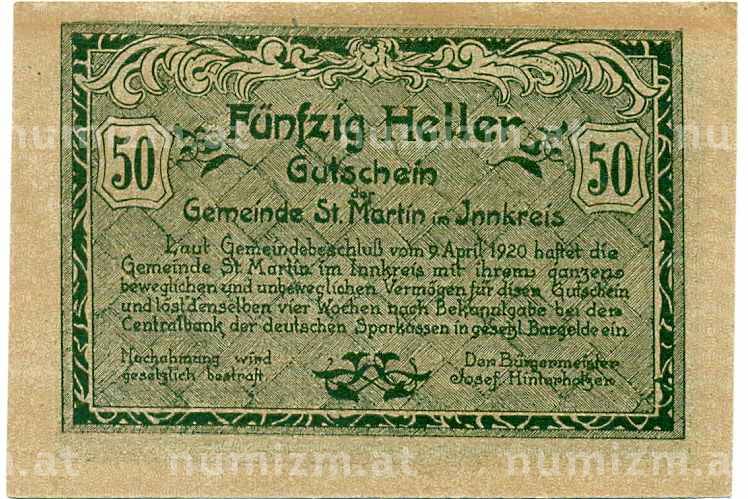 Fünfzig Heller
50
Gutschein
50
der
Gemeinde St. Martin im Innkreis
Laut Gemeindebeschluß vom 9. April 1920 haftet die
Gemeinde St. Martin im Innkreis mit ihrem ganzen
beweglichen und unbeweglichen Vermögen für disen Gutschein
und löst denselben vier Wochen nach Bekanntgabe bei der
Centralbank der deutschen Sparkassen in gesetzl. Bargelde ein
Nachahmung wird
gesetzlich bestraft
Der Bürgermeister
Josef Hinterholzer
numizm.at numizm.at
numizm.at numizm.at